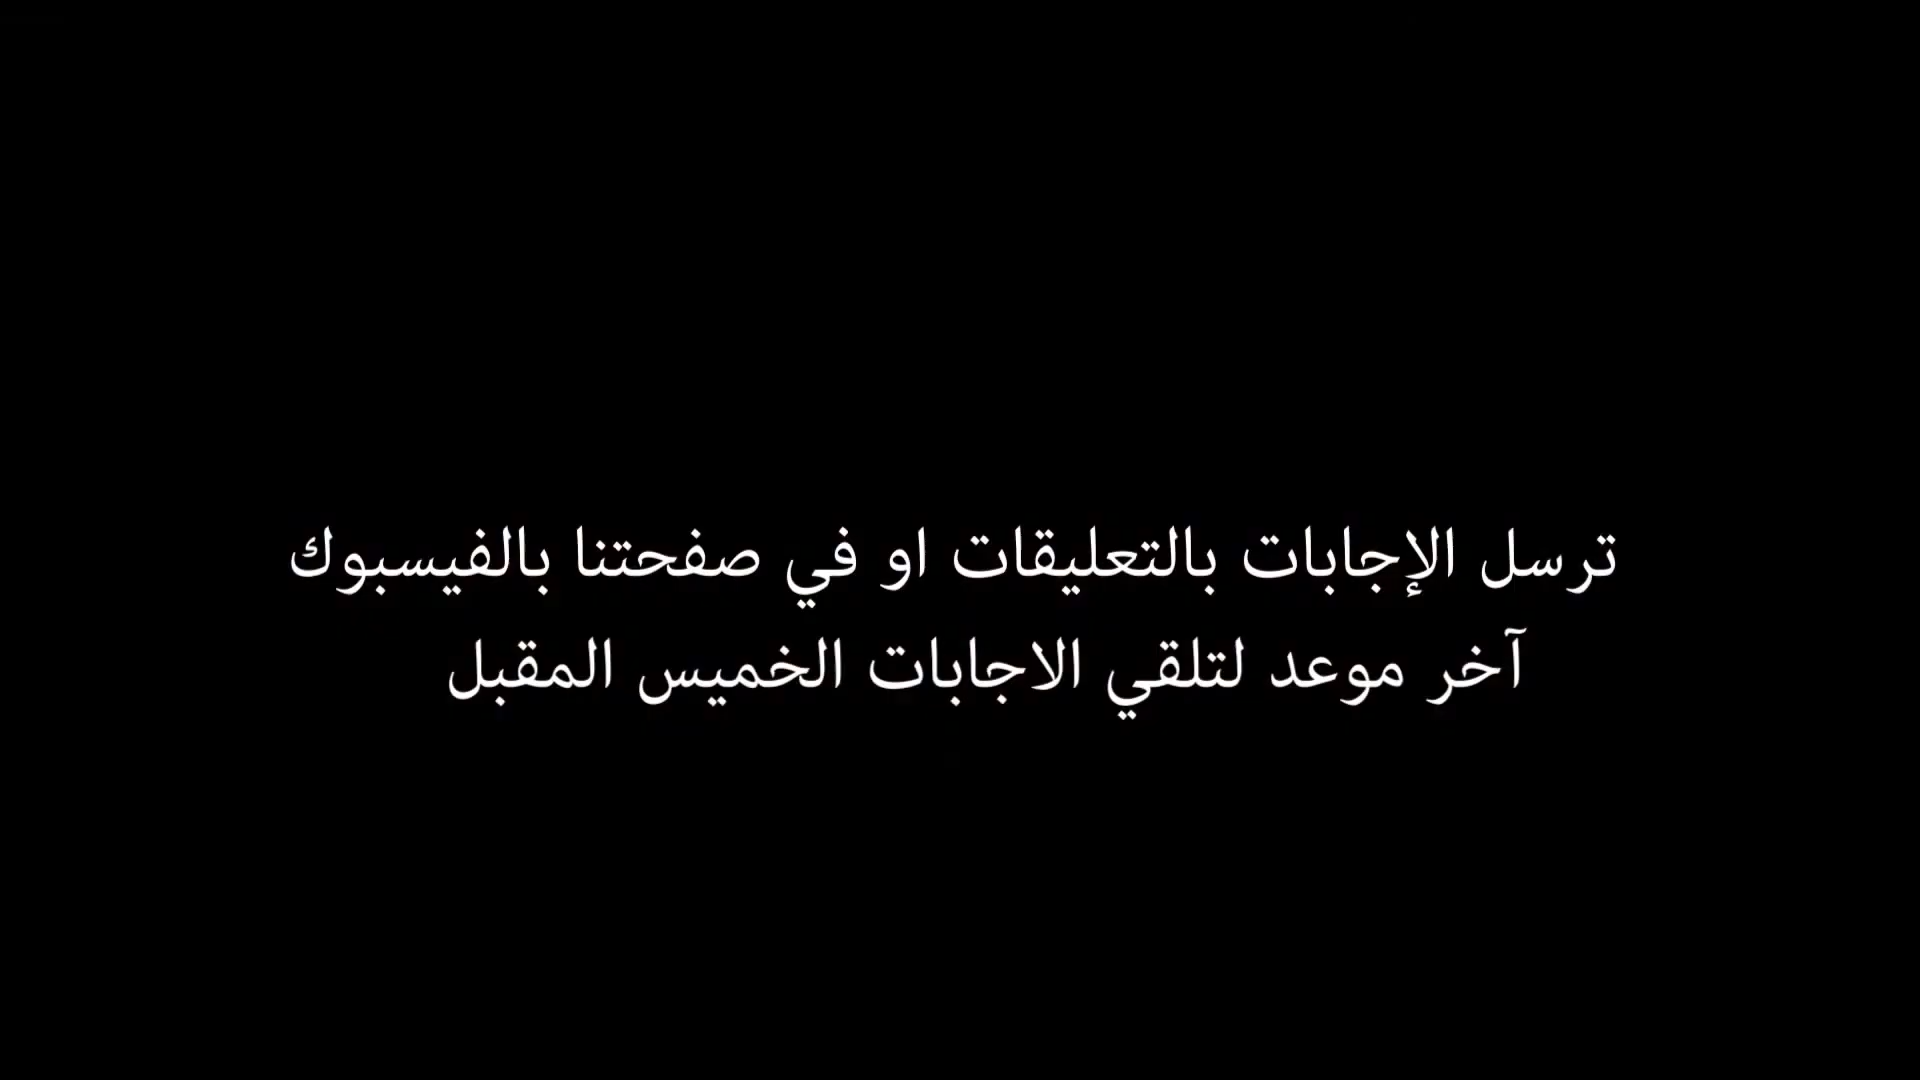 ترسل الإجابات بالتعليقات او في صفحتنا بالفيسبوك
آخر موعد لتلقي الاجابات الخميس المقبل